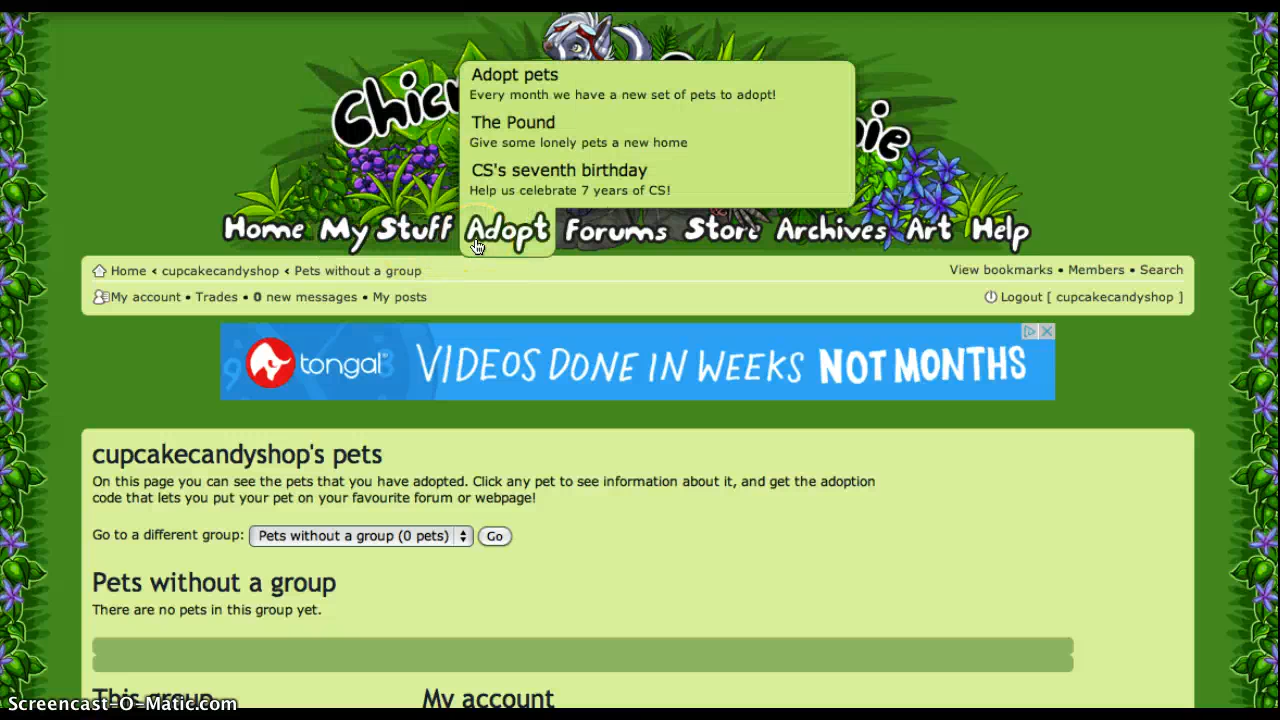 Chic
ie
Adopt pets
Every month we have a new set of pets to adopt!
The Pound
Give some lonely pets a new home
CS's seventh birthday
Help us celebrate 7 years of CS!
Home My Stuff Adopt Forums Store Archives Art Help
Home ‹ cupcakecandyshop ‹ Pets without a group
View bookmarks • Members • Search
My account • Trades • 0 new messages • My posts
Logout [ cupcakecandyshop ]
tongal VIDEOS DONE IN WEEKS NOT MONTHS
cupcakecandyshop's pets
On this page you can see the pets that you have adopted. Click any pet to see information about it, and get the adoption
code that lets you put your pet on your favourite forum or webpage!
Go to a different group: Pets without a group (0 pets) Go
Pets without a group
There are no pets in this group yet.
This group My account
Screencast-O-Matic.com